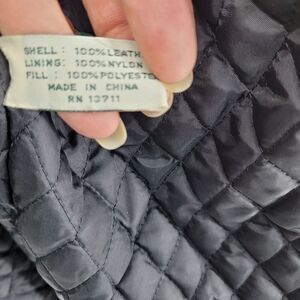 SHELL: 100%LEATH
LINING: 100%NYLON
FILL: 100%POLYESTE
MADE IN CHINA
RN 13711